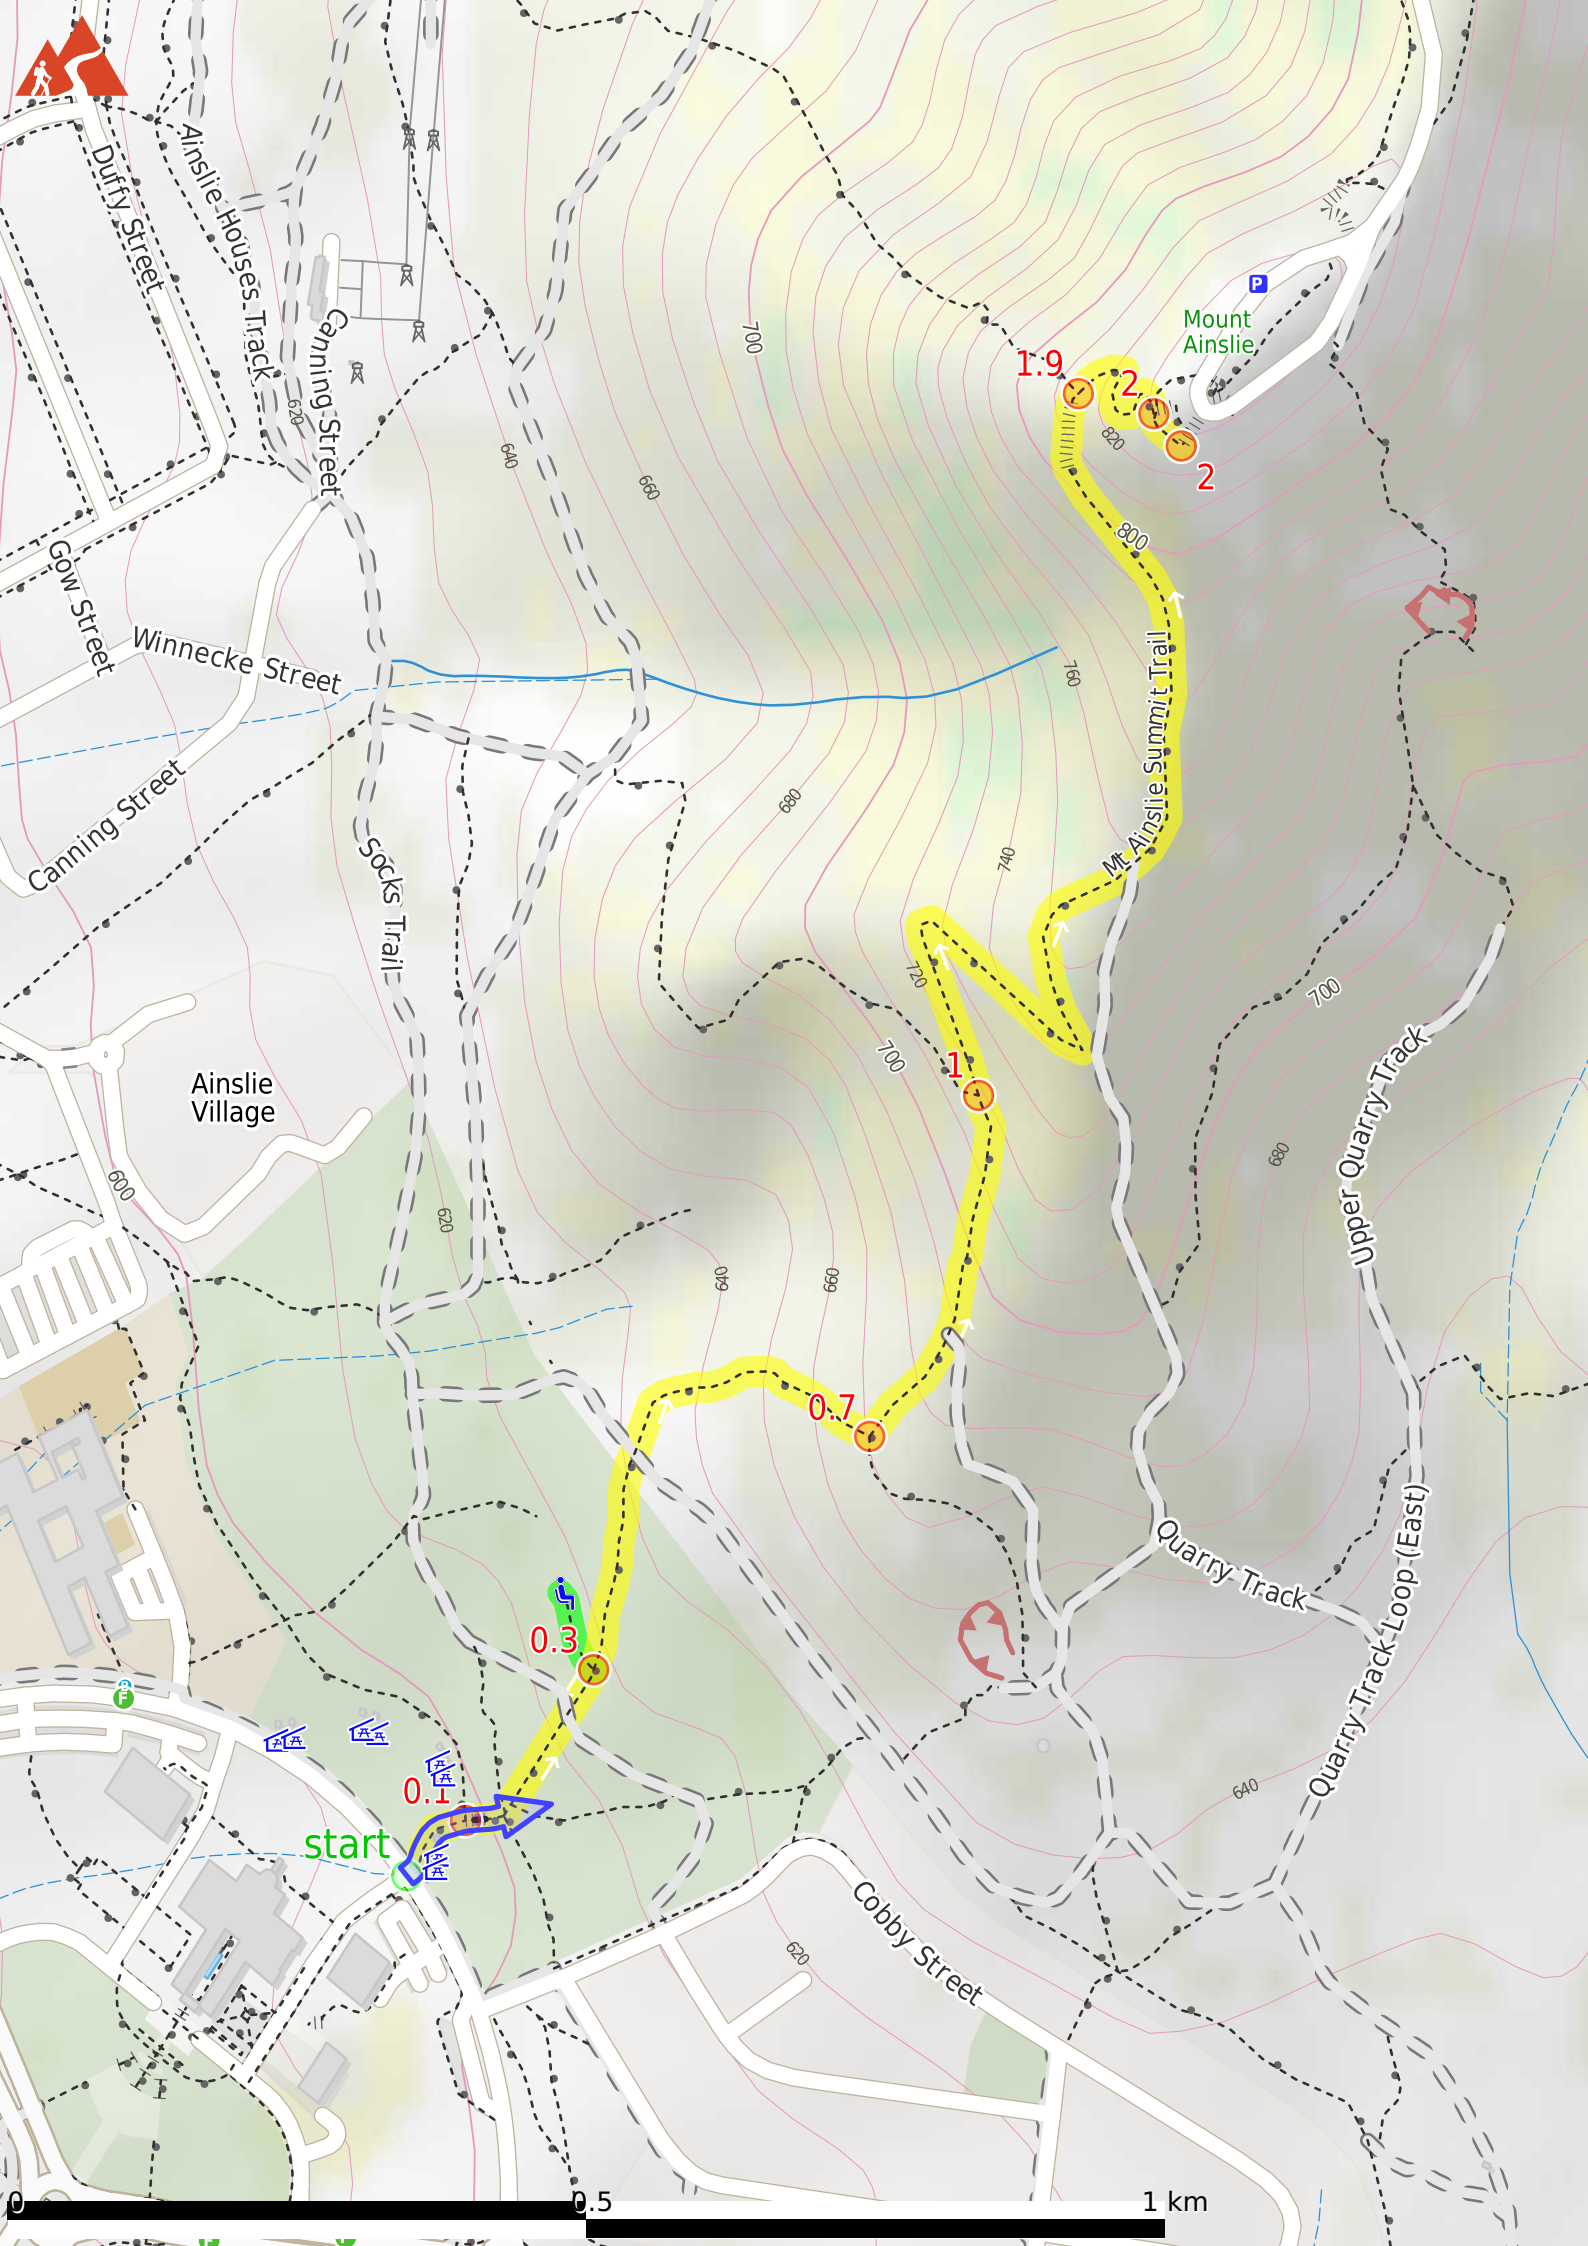 Duffy Street
Ainslie Houses Track
Canning Street
700
P
Mount
Ainslie
1.9
2
820
2
620
640
660
800
Gow Street
Winnecke Street
760
Mt Ainslie Summit Trail
Canning Street
680
740
Socks Trail
720
700
700
1
Ainslie
Village
Upper Quarry Track
600
620
680
640
660
0.7
Quarry Track
Quarry Track Loop (East)
0.3
F
0.1
start
640
Cobby Street
620
0
0.5
1 km